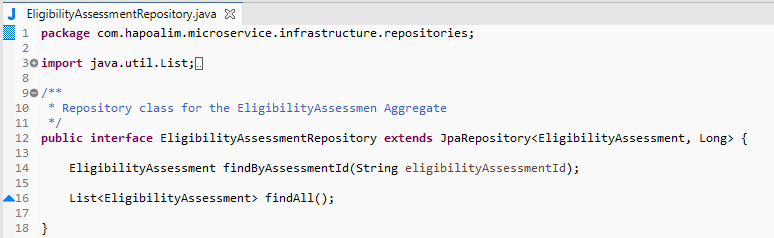 EligibilityAssessmentRepository.java
1 package com.hapoalim.microservice.infrastructure.repositories;
2
3 import java.util.List;
8
9 /**
10 * Repository class for the EligibilityAssessmen Aggregate
11 */
12 public interface EligibilityAssessmentRepository extends JpaRepository<EligibilityAssessment, Long> {
13
14 EligibilityAssessment findByAssessmentId(String eligibilityAssessmentId);
15
16 List<EligibilityAssessment> findAll();
17
18 }